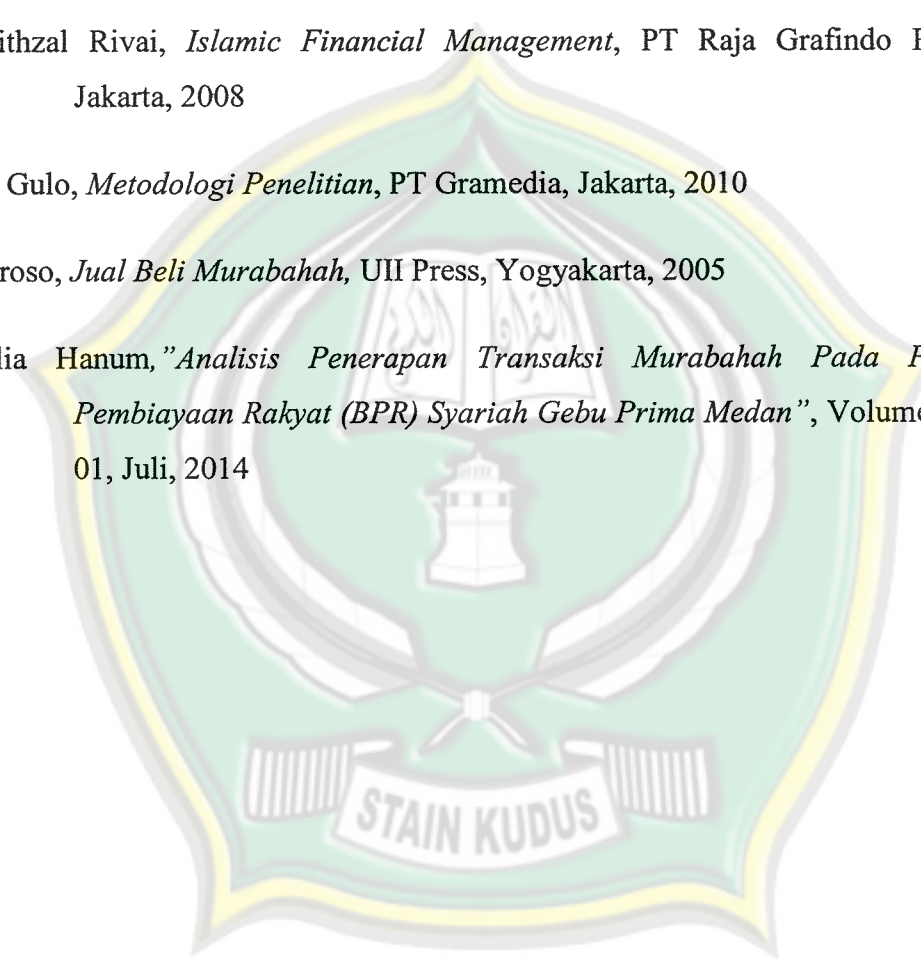 ithzal Rivai, Islamic Financial Management, PT Raja Grafindo
Jakarta, 2008
Gulo, Metodologi Penelitian, PT Gramedia, Jakarta, 2010
roso, Jual Beli Murabahah, UII Press, Yogyakarta, 2005
lia Hanum, "Analisis Penerapan Transaksi Murabahah Pada
Pembiayaan Rakyat (BPR) Syariah Gebu Prima Medan", Volume
01, Juli, 2014
STAIN KUDUS